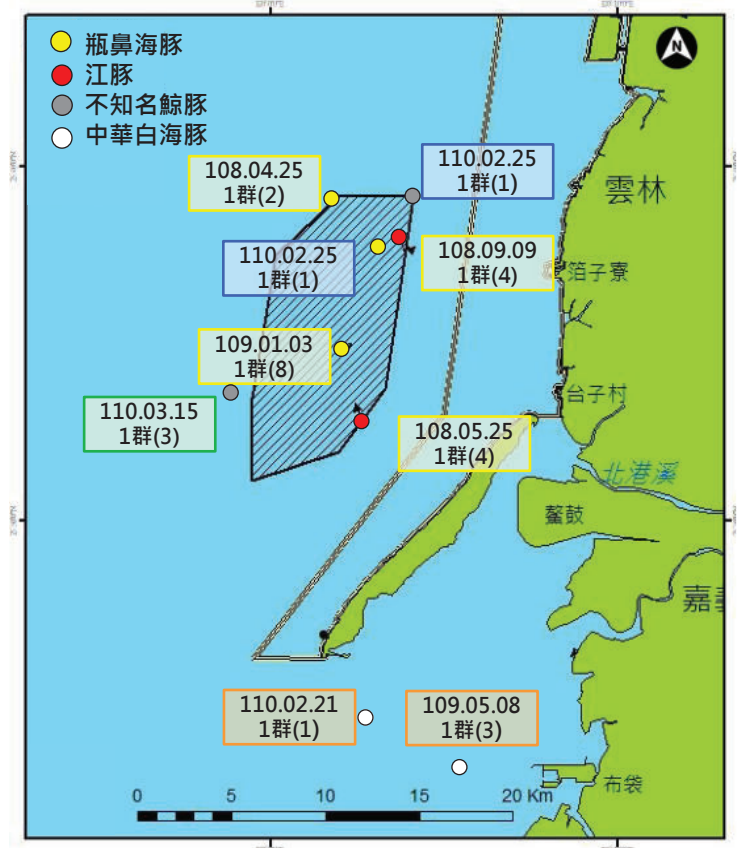 瓶鼻海豚
江豚
不知名鯨豚
中華白海豚
N
108.04.25
1群(2)
110.02.25
1群(1)
雲林
110.02.25
1群(1)
108.09.09
1群(4)
箔子寮
109.01.03
1群(8)
110.03.15
1群(3)
台子村
108.05.25
1群(4)
北港溪
鰲鼓
嘉義
110.02.21
1群(1)
109.05.08
1群(3)
布袋
0 5 10 15 20 Km